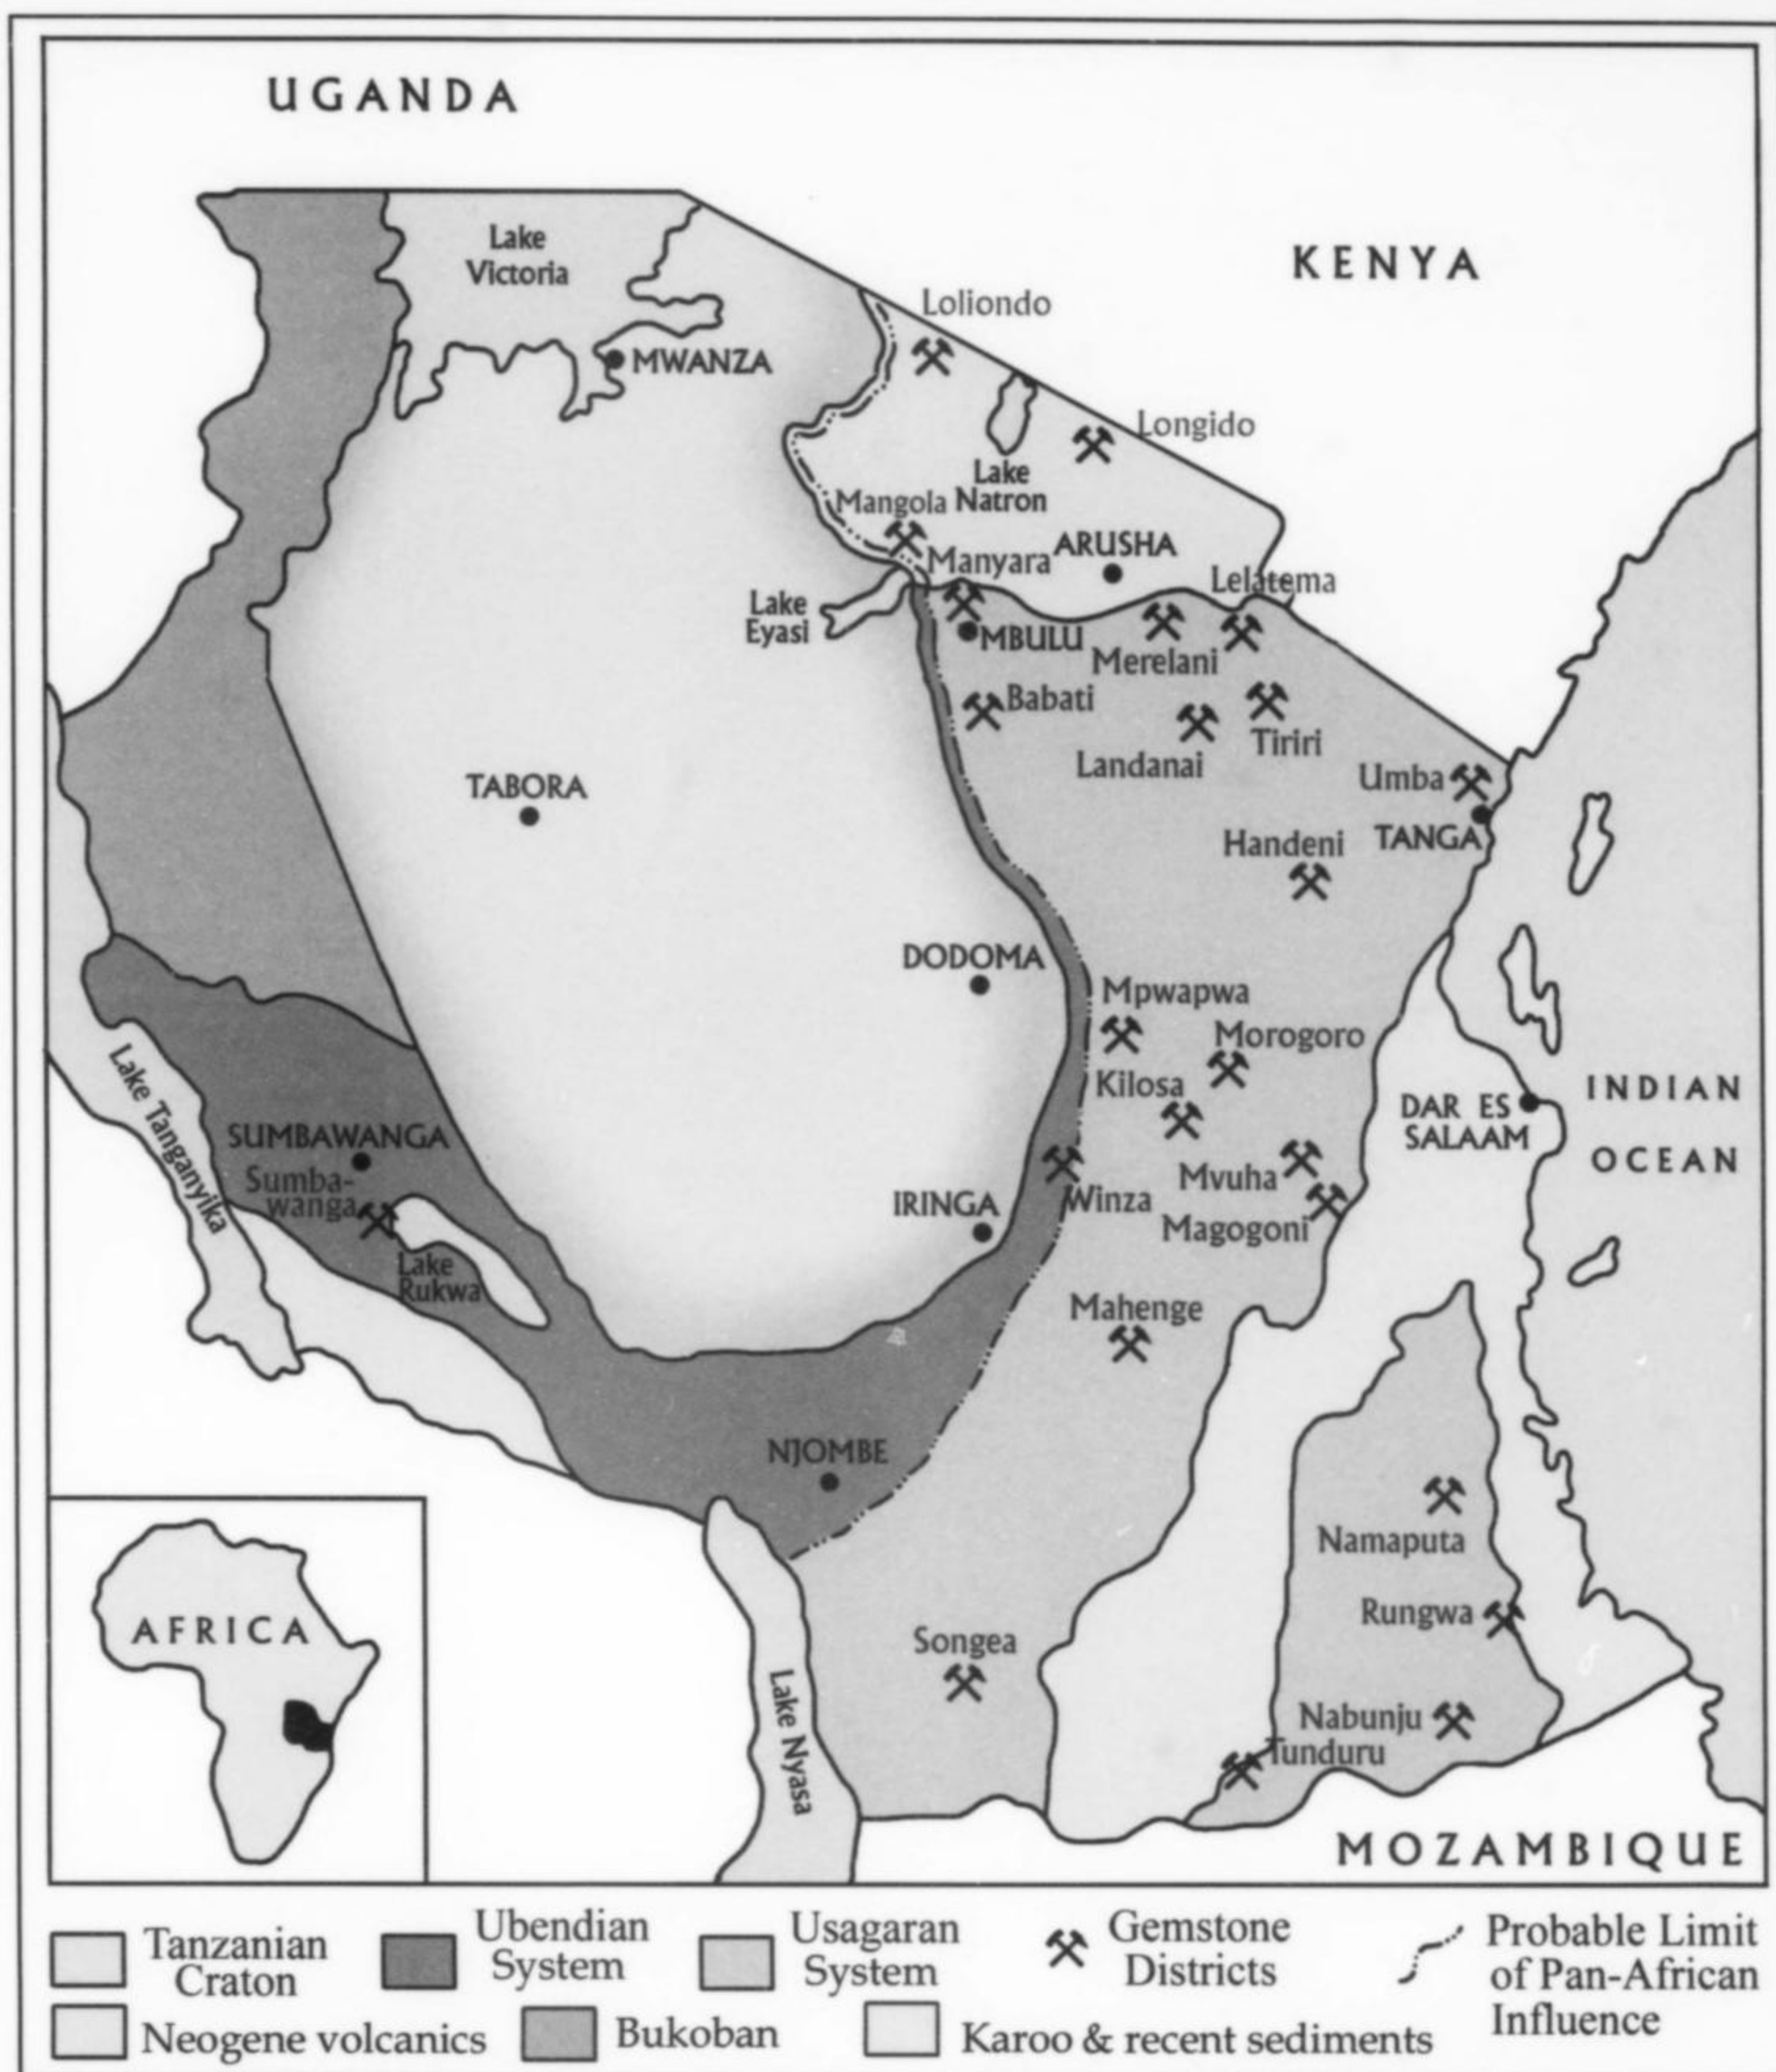 UGANDA
KENYA
Lake
Victoria
Loliondo
MWANZA
Longido
Lake
Natron
Mangola
ARUSHA
Manyara
Lelatema
Lake
Eyasi
MBULU
Merelani
Babati
Tiriri
Landanai
Umba
TABORA
TANGA
Handeni
DODOMA
Mpwapwa
Morogoro
Kilosa
INDIAN
OCEAN
DAR ES
SALAAM
Lake Tanganyika
SUMBAWANGA
Sumba-
wanga
Mvuha
Winza
IRINGA
Magogoni
Lake
Rukwa
Mahenge
NJOMBE
Namaputa
Rungwa
AFRICA
Songea
Lake Nyasa
Nabunju
Tunduru
MOZAMBIQUE
Tanzanian
Craton
Ubendian
System
Usagaran
System
Gemstone
Districts
Probable Limit
of Pan-African
Influence
Neogene volcanics
Bukoban
Karoo & recent sediments